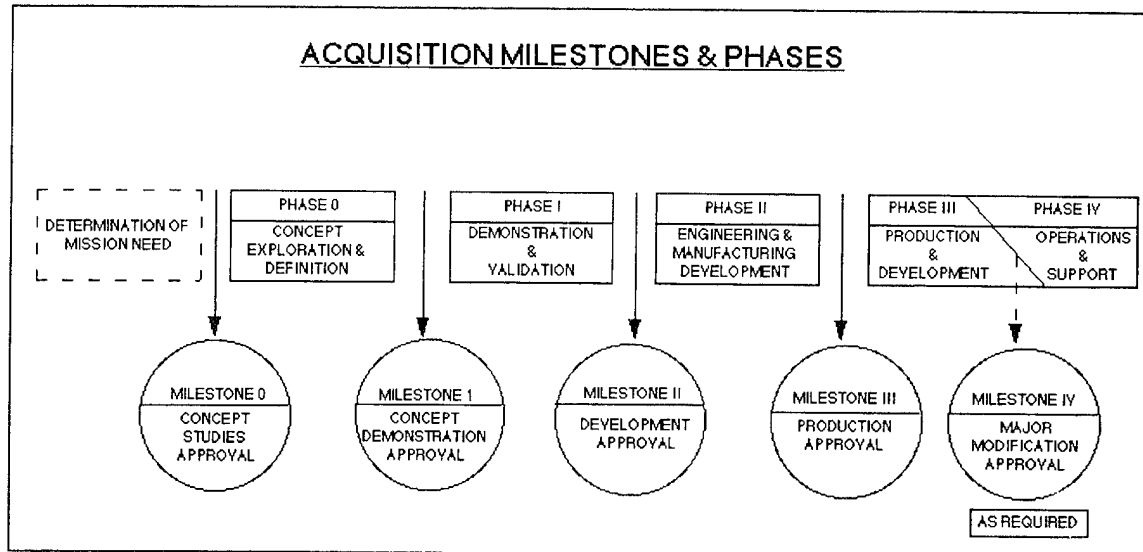 ACQUISITION MILESTONES & PHASES
DETERMINATION OF
MISSION NEED
PHASE 0
CONCEPT
EXPLORATION &
DEFINITION
PHASE I
DEMONSTRATION
&
VALIDATION
PHASE II
ENGINEERING &
MANUFACTURING
DEVELOPMENT
PHASE III
PRODUCTION
&
DEVELOPMENT
PHASE IV
OPERATIONS
&
SUPPORT
MILESTONE 0
CONCEPT
STUDIES
APPROVAL
MILESTONE 1
CONCEPT
DEMONSTRATION
APPROVAL
MILESTONE II
DEVELOPMENT
APPROVAL
MILESTONE III
PRODUCTION
APPROVAL
MILESTONE IV
MAJOR
MODIFICATION
APPROVAL
AS REQUIRED